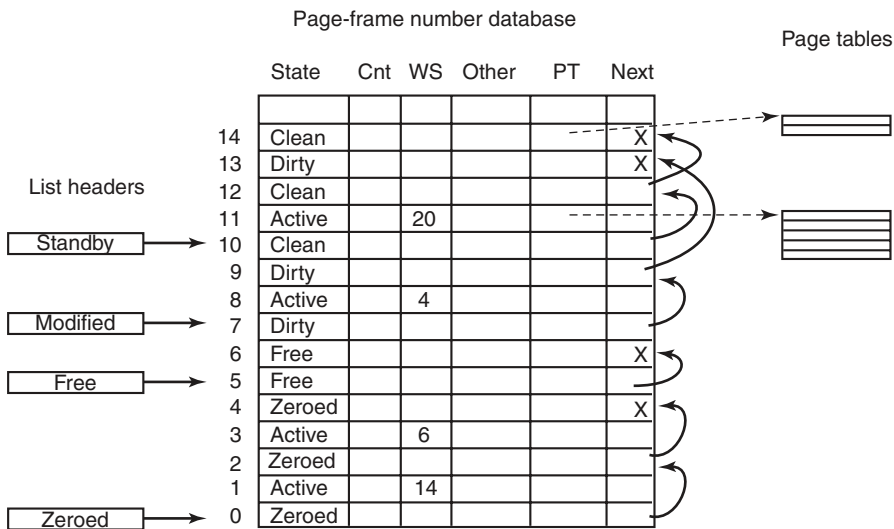 Page-frame number database
Page tables
State Cnt WS Other PT Next
14 Clean X
13 Dirty X
List headers
12 Clean
11 Active 20
Standby 10 Clean
9 Dirty
8 Active 4
Modified 7 Dirty
6 Free X
Free 5 Free
4 Zeroed X
3 Active 6
2 Zeroed
1 Active 14
Zeroed 0 Zeroed